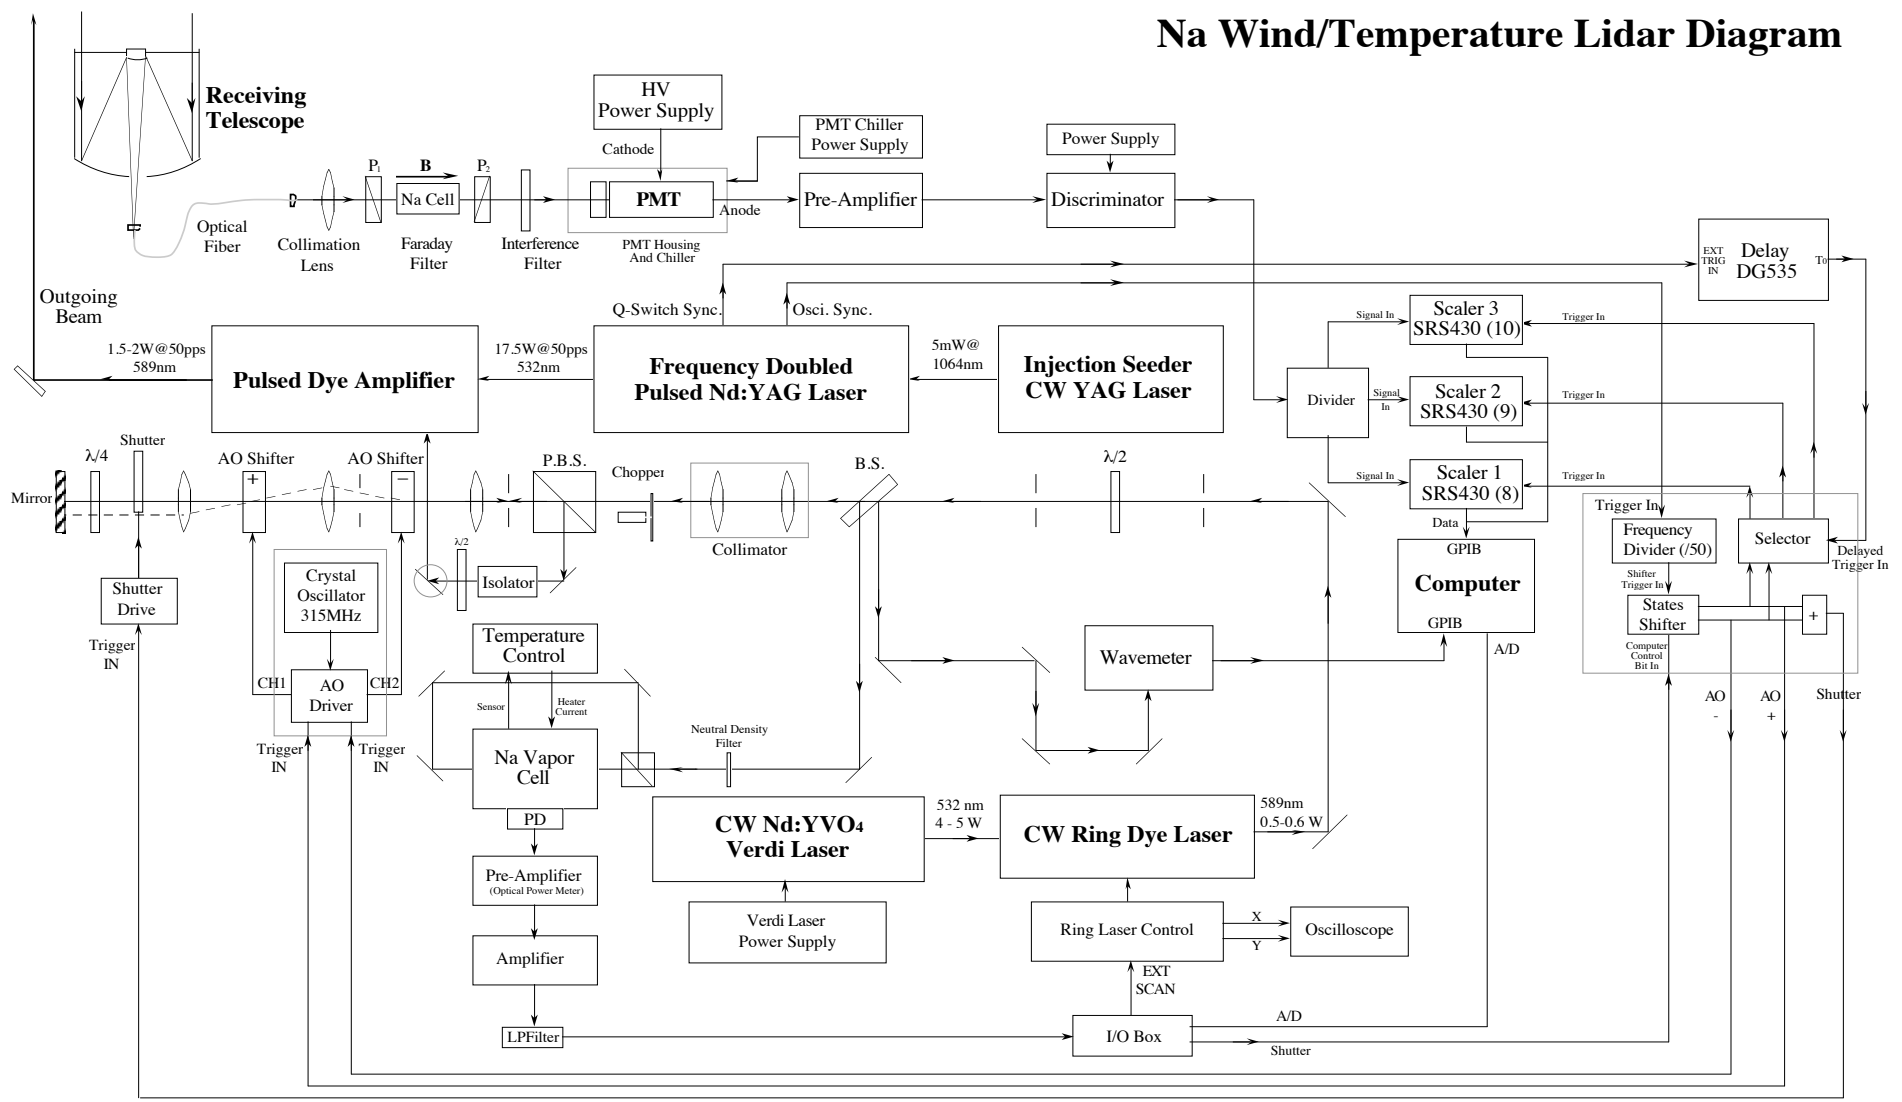 Na Wind/Temperature Lidar Diagram
Receiving
Telescope
HV
Power Supply
Cathode
PMT Chiller
Power Supply
Power Supply
P1
B
P2
Na Cell
PMT
Anode
Pre-Amplifier
Discriminator
Optical
Fiber
Collimation
Lens
Faraday
Filter
Interference
Filter
PMT Housing
And Chiller
EXT
TRIG
IN
Delay
DG535
To
Outgoing
Beam
Q-Switch Sync.
Osci. Sync.
1.5-2W@50pps
589nm
Pulsed Dye Amplifier
17.5W@50pps
532nm
Frequency Doubled
Pulsed Nd:YAG Laser
5mW@
1064nm
Injection Seeder
CW YAG Laser
Divider
Signal In
Scaler 3
SRS430 (10)
Trigger In
Signal
In
Scaler 2
SRS430 (9)
Trigger In
Signal In
Scaler 1
SRS430 (8)
Trigger In
Data
Mirror
λ/4
Shutter
AO Shifter
+
AO Shifter
−
P.B.S.
Chopper
Collimator
B.S.
λ/2
λ/2
Isolator
Shutter
Drive
Trigger
IN
Crystal
Oscillator
315MHz
CH1
AO
Driver
CH2
Trigger
IN
Trigger
IN
Temperature
Control
Sensor
Heater
Current
Na Vapor
Cell
PD
Neutral Density
Filter
Wavemeter
GPIB
Computer
GPIB
A/D
Trigger In
Frequency
Divider (/50)
Selector
Delayed
Trigger In
Shifter
Trigger In
States
Shifter
+
Computer
Control
Bit In
AO
-
AO
+
Shutter
CW Nd:YVO4
Verdi Laser
532 nm
4 - 5 W
CW Ring Dye Laser
589nm
0.5-0.6 W
Pre-Amplifier
(Optical Power Meter)
Verdi Laser
Power Supply
Ring Laser Control
X
Y
Oscilloscope
Amplifier
EXT
SCAN
LPFilter
I/O Box
A/D
Shutter